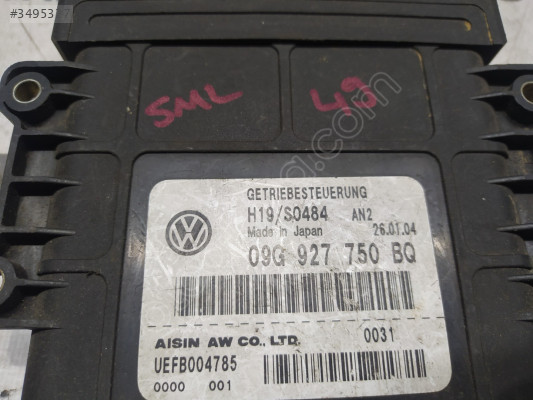 #3495337
SML 49
GETRIEBESTEUERUNG
H19/S0484 AN2
Made in Japan 26.01.04
09G 927 750 BQ
AISIN AW CO., LTD. 0031
UEFB004785
0000 001